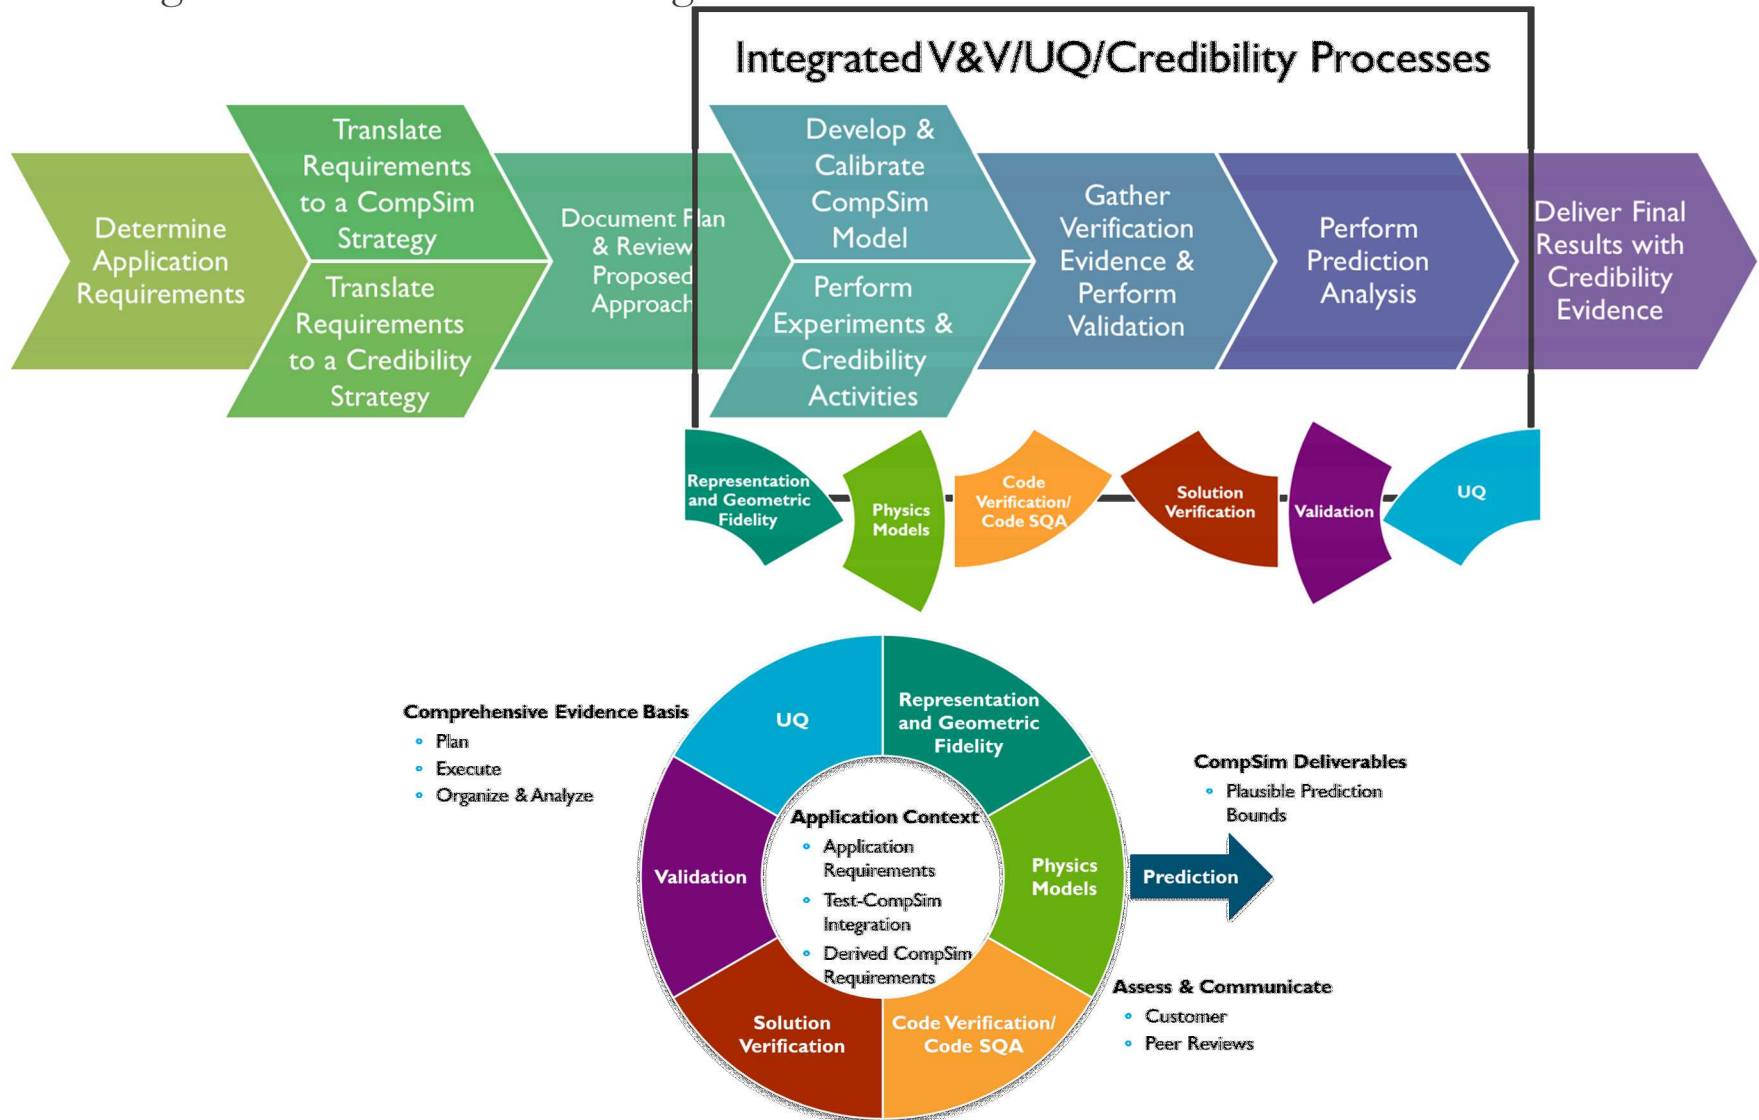 Integrated V&V/UQ/Credibility Processes
Determine
Application
Requirements
Translate
Requirements
to a CompSim
Strategy
Translate
Requirements
to a Credibility
Strategy
Document Plan
& Review
Proposed
Approach
Develop &
Calibrate
CompSim
Model
Perform
Experiments &
Credibility
Activities
Gather
Verification
Evidence &
Perform
Validation
Perform
Prediction
Analysis
Deliver Final
Results with
Credibility
Evidence
Representation
and Geometric
Fidelity
Physics
Models
Code
Verification/
Code SQA
Solution
Verification
Validation
UQ
Comprehensive Evidence Basis
Plan
Execute
Organize & Analyze
UQ
Representation
and Geometric
Fidelity
Validation
Application Context
Application
Requirements
Test-CompSim
Integration
Derived CompSim
Requirements
Physics
Models
Solution
Verification
Code Verification/
Code SQA
CompSim Deliverables
Plausible Prediction
Bounds
Prediction
Assess & Communicate
Customer
Peer Reviews